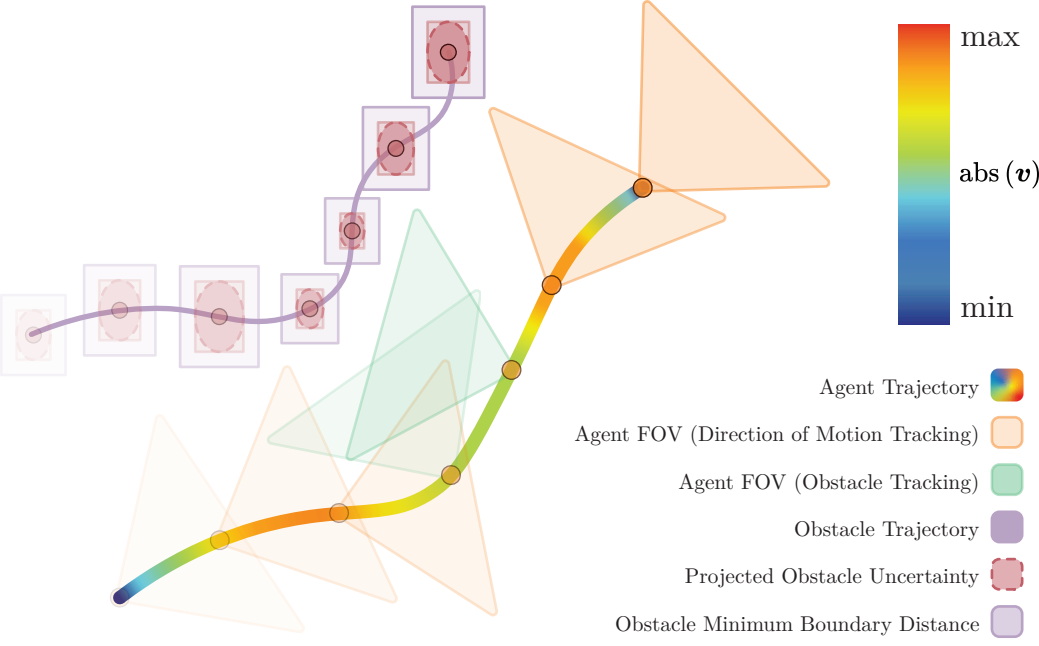 max
abs (v)
min
Agent Trajectory
Agent FOV (Direction of Motion Tracking)
Agent FOV (Obstacle Tracking)
Obstacle Trajectory
Projected Obstacle Uncertainty
Obstacle Minimum Boundary Distance